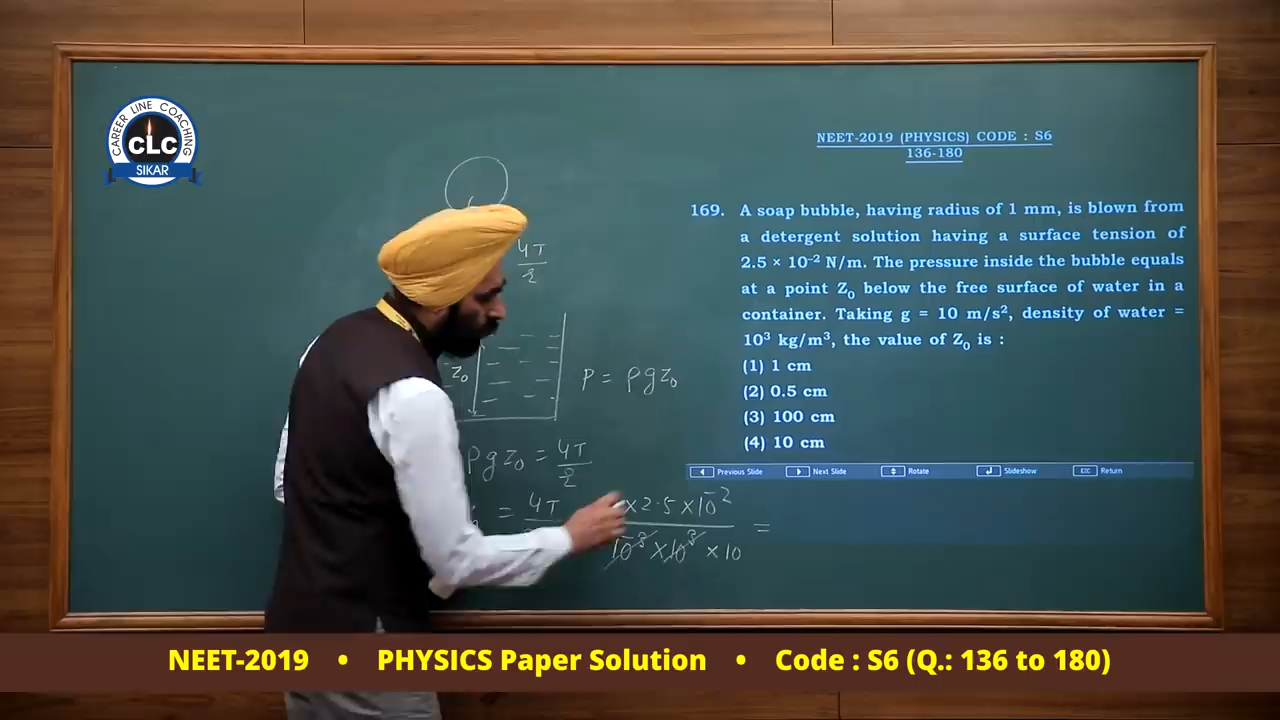 CAREER LINE COACHING
CLC
SIKAR
NEET-2019 (PHYSICS) CODE : S6
136-180
169. A soap bubble, having radius of 1 mm, is blown from
a detergent solution having a surface tension of
2.5 × 10⁻² N/m. The pressure inside the bubble equals
at a point Z₀ below the free surface of water in a
container. Taking g = 10 m/s², density of water =
10³ kg/m³, the value of Z₀ is :
(1) 1 cm
(2) 0.5 cm
(3) 100 cm
(4) 10 cm
Previous Slide Next Slide Rotate Slideshow ESC Return
4T/r
Z₀
P = ρgz₀
ρgz₀ = 4T/r
= 4T
×2.5×10⁻²
10⁻³×10³×10
=
NEET-2019 • PHYSICS Paper Solution • Code : S6 (Q.: 136 to 180)